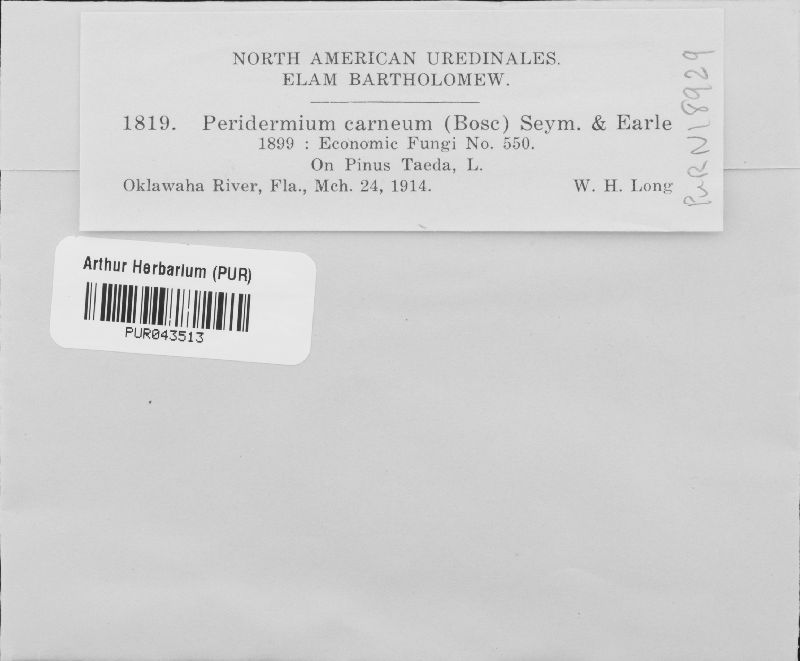 NORTH AMERICAN UREDINALES.
ELAM BARTHOLOMEW.
1819. Peridermium carneum (Bosc) Seym. & Earle
1899 : Economic Fungi No. 550.
On Pinus Taeda, L.
Oklawaha River, Fla., Mch. 24, 1914. W. H. Long
PUR N18929
Arthur Herbarium (PUR)
PUR043513